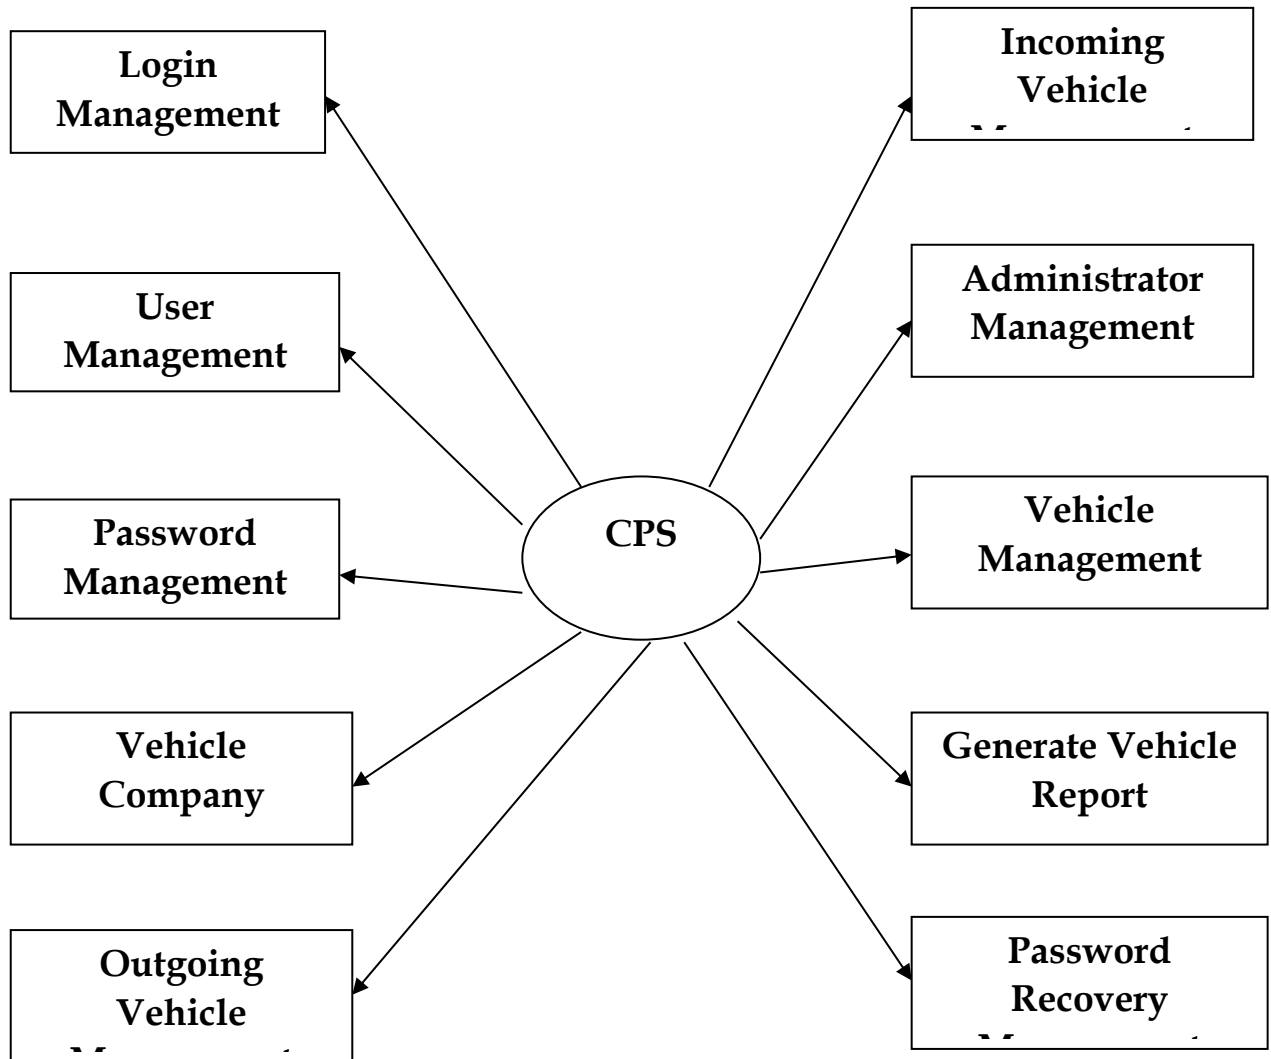 Login
Management
User
Management
Password
Management
Vehicle
Company
Outgoing
Vehicle
CPS
Incoming
Vehicle
Administrator
Management
Vehicle
Management
Generate Vehicle
Report
Password
Recovery